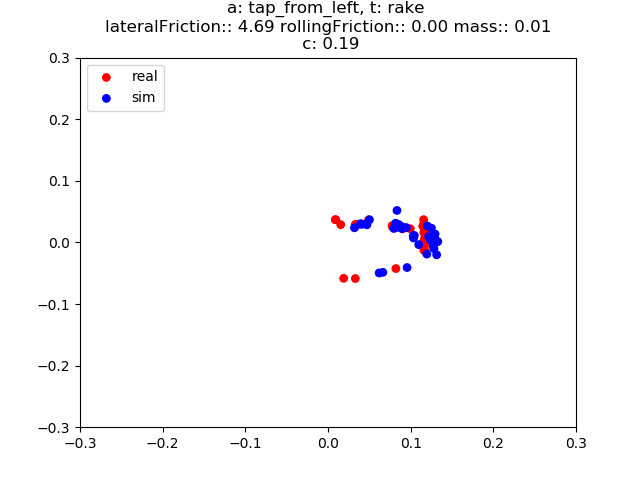 a: tap_from_left, t: rake
lateralFriction:: 4.69 rollingFriction:: 0.00 mass:: 0.01
c: 0.19
real
sim
0.3
0.2
0.1
0.0
−0.1
−0.2
−0.3
−0.3
−0.2
−0.1
0.0
0.1
0.2
0.3